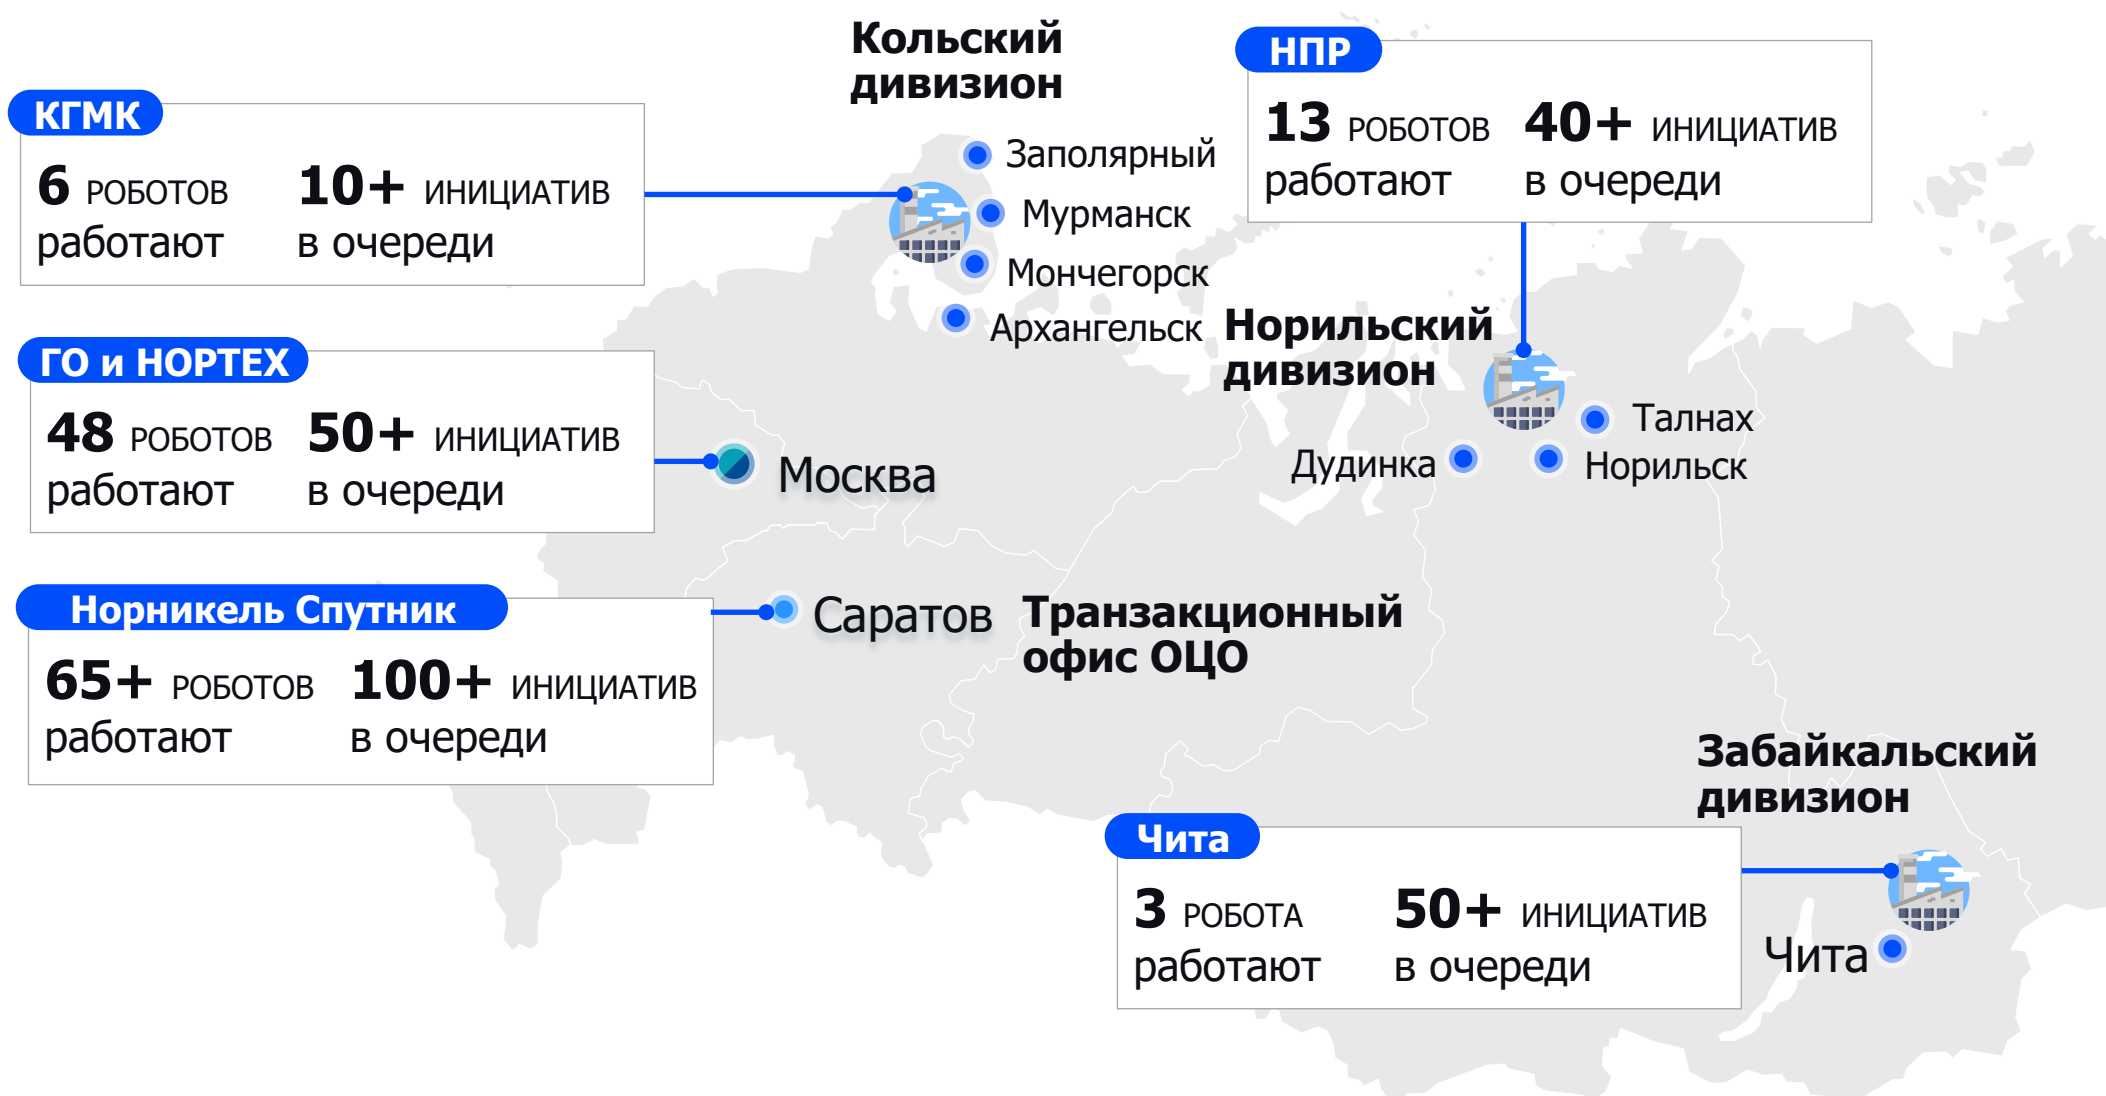 Кольский
дивизион
КГМК
6 РОБОТОВ 10+ ИНИЦИАТИВ
работают в очереди
Заполярный
Мурманск
Мончегорск
Архангельск
НПР
13 РОБОТОВ 40+ ИНИЦИАТИВ
работают в очереди
Норильский
дивизион
Талнах
Дудинка
Норильск
ГО и НОРТЕХ
48 РОБОТОВ 50+ ИНИЦИАТИВ
работают в очереди
Москва
Норникель Спутник
65+ РОБОТОВ 100+ ИНИЦИАТИВ
работают в очереди
Саратов
Транзакционный
офис ОЦО
Забайкальский
дивизион
Чита
3 РОБОТА 50+ ИНИЦИАТИВ
работают в очереди
Чита